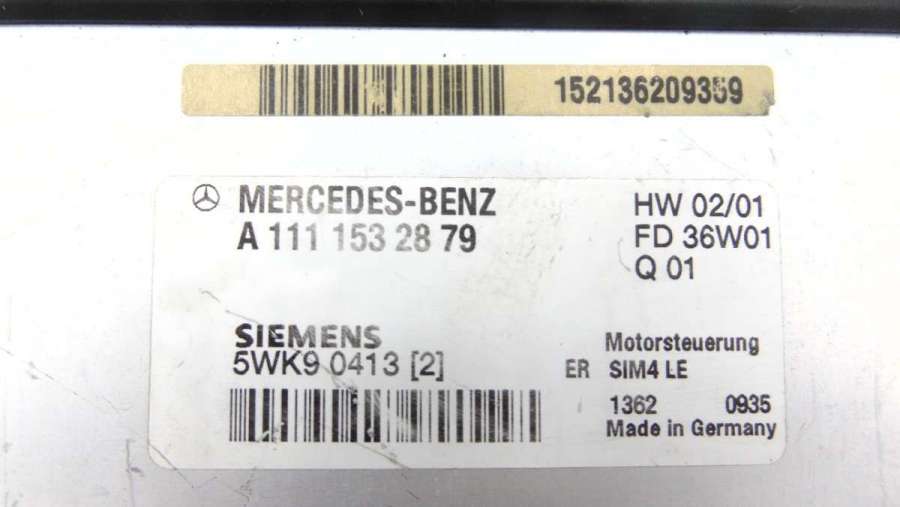 152136209359
MERCEDES-BENZ
A 111 153 28 79
HW 02/01
FD 36W01
Q 01
SIEMENS
5WK9 0413 [2]
Motorsteuerung
ER SIM4 LE
1362 0935
Made in Germany